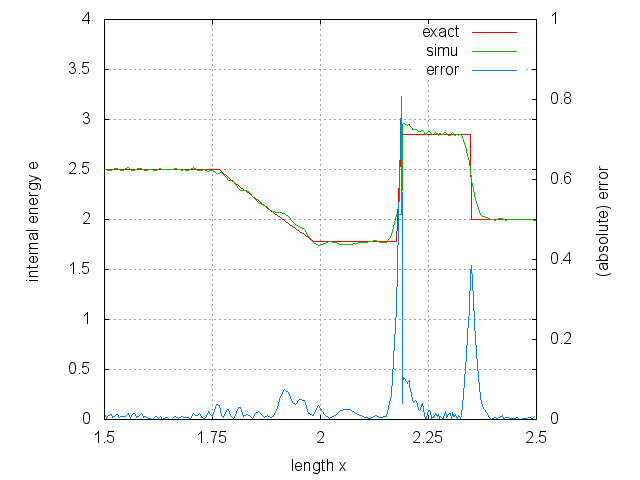 4 1
exact
simu
error
3.5
0.8
3
2.5
0.6
internal energy e
2
(absolute) error
0.4
1.5
1
0.2
0.5
0 0
1.5 1.75 2 2.25 2.5
length x